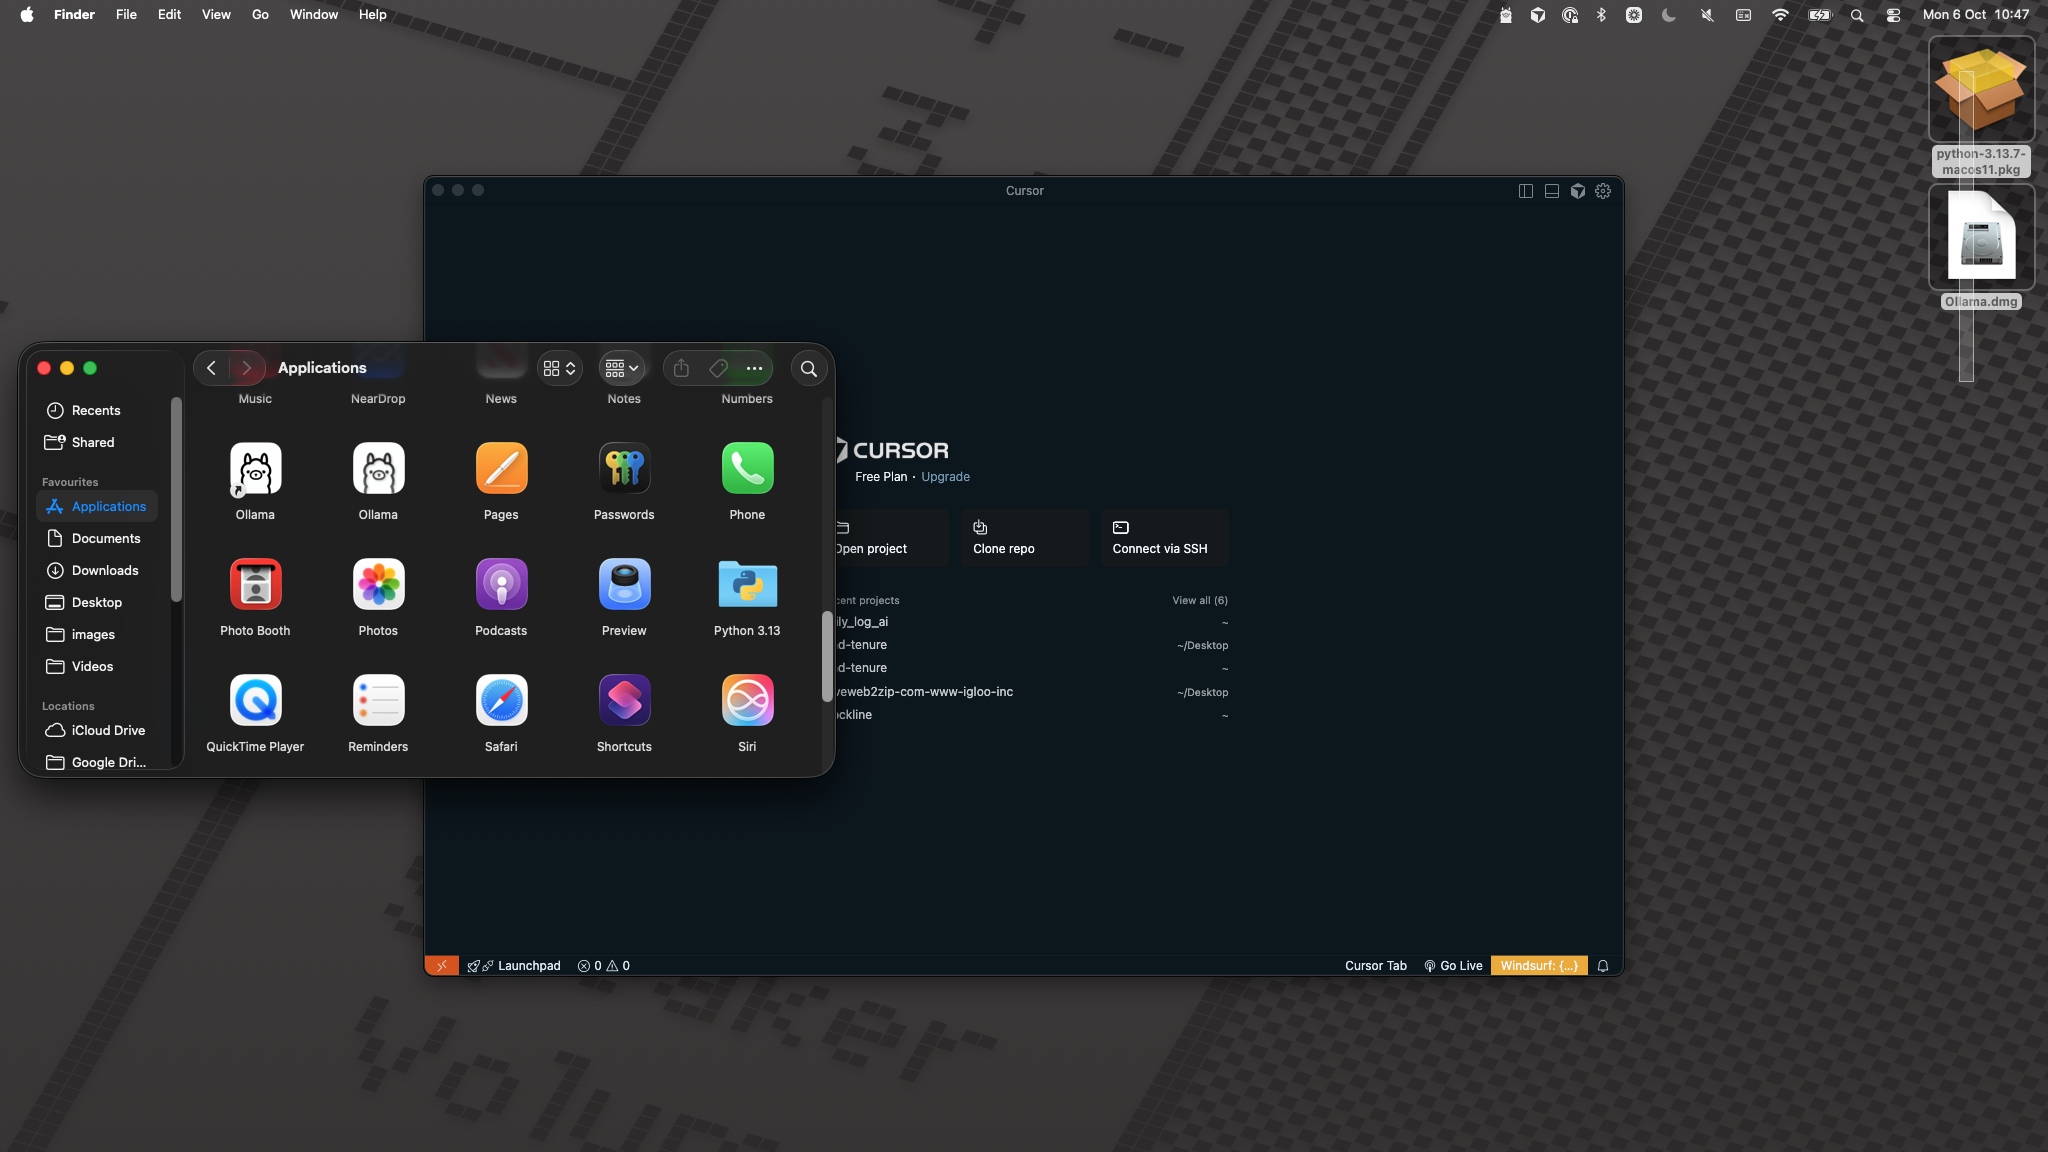 Finder File Edit View Go Window Help
Mon 6 Oct 10:47
python-3.13.7-
macos11.pkg
Ollama.dmg
Cursor
Applications
Recents
Shared
Favourites
Applications
Documents
Downloads
Desktop
images
Videos
Locations
iCloud Drive
Google Dri...
Music NearDrop News Notes Numbers
Ollama Ollama Pages Passwords Phone
Photo Booth Photos Podcasts Preview Python 3.13
QuickTime Player Reminders Safari Shortcuts Siri
CURSOR
Free Plan · Upgrade
Open project Clone repo Connect via SSH
cent projects View all (6)
ily_log_ai ~
d-tenure ~/Desktop
d-tenure ~
veweb2zip-com-www-igloo-inc ~/Desktop
ockline ~
Launchpad 0 0 Cursor Tab Go Live Windsurf: {...}